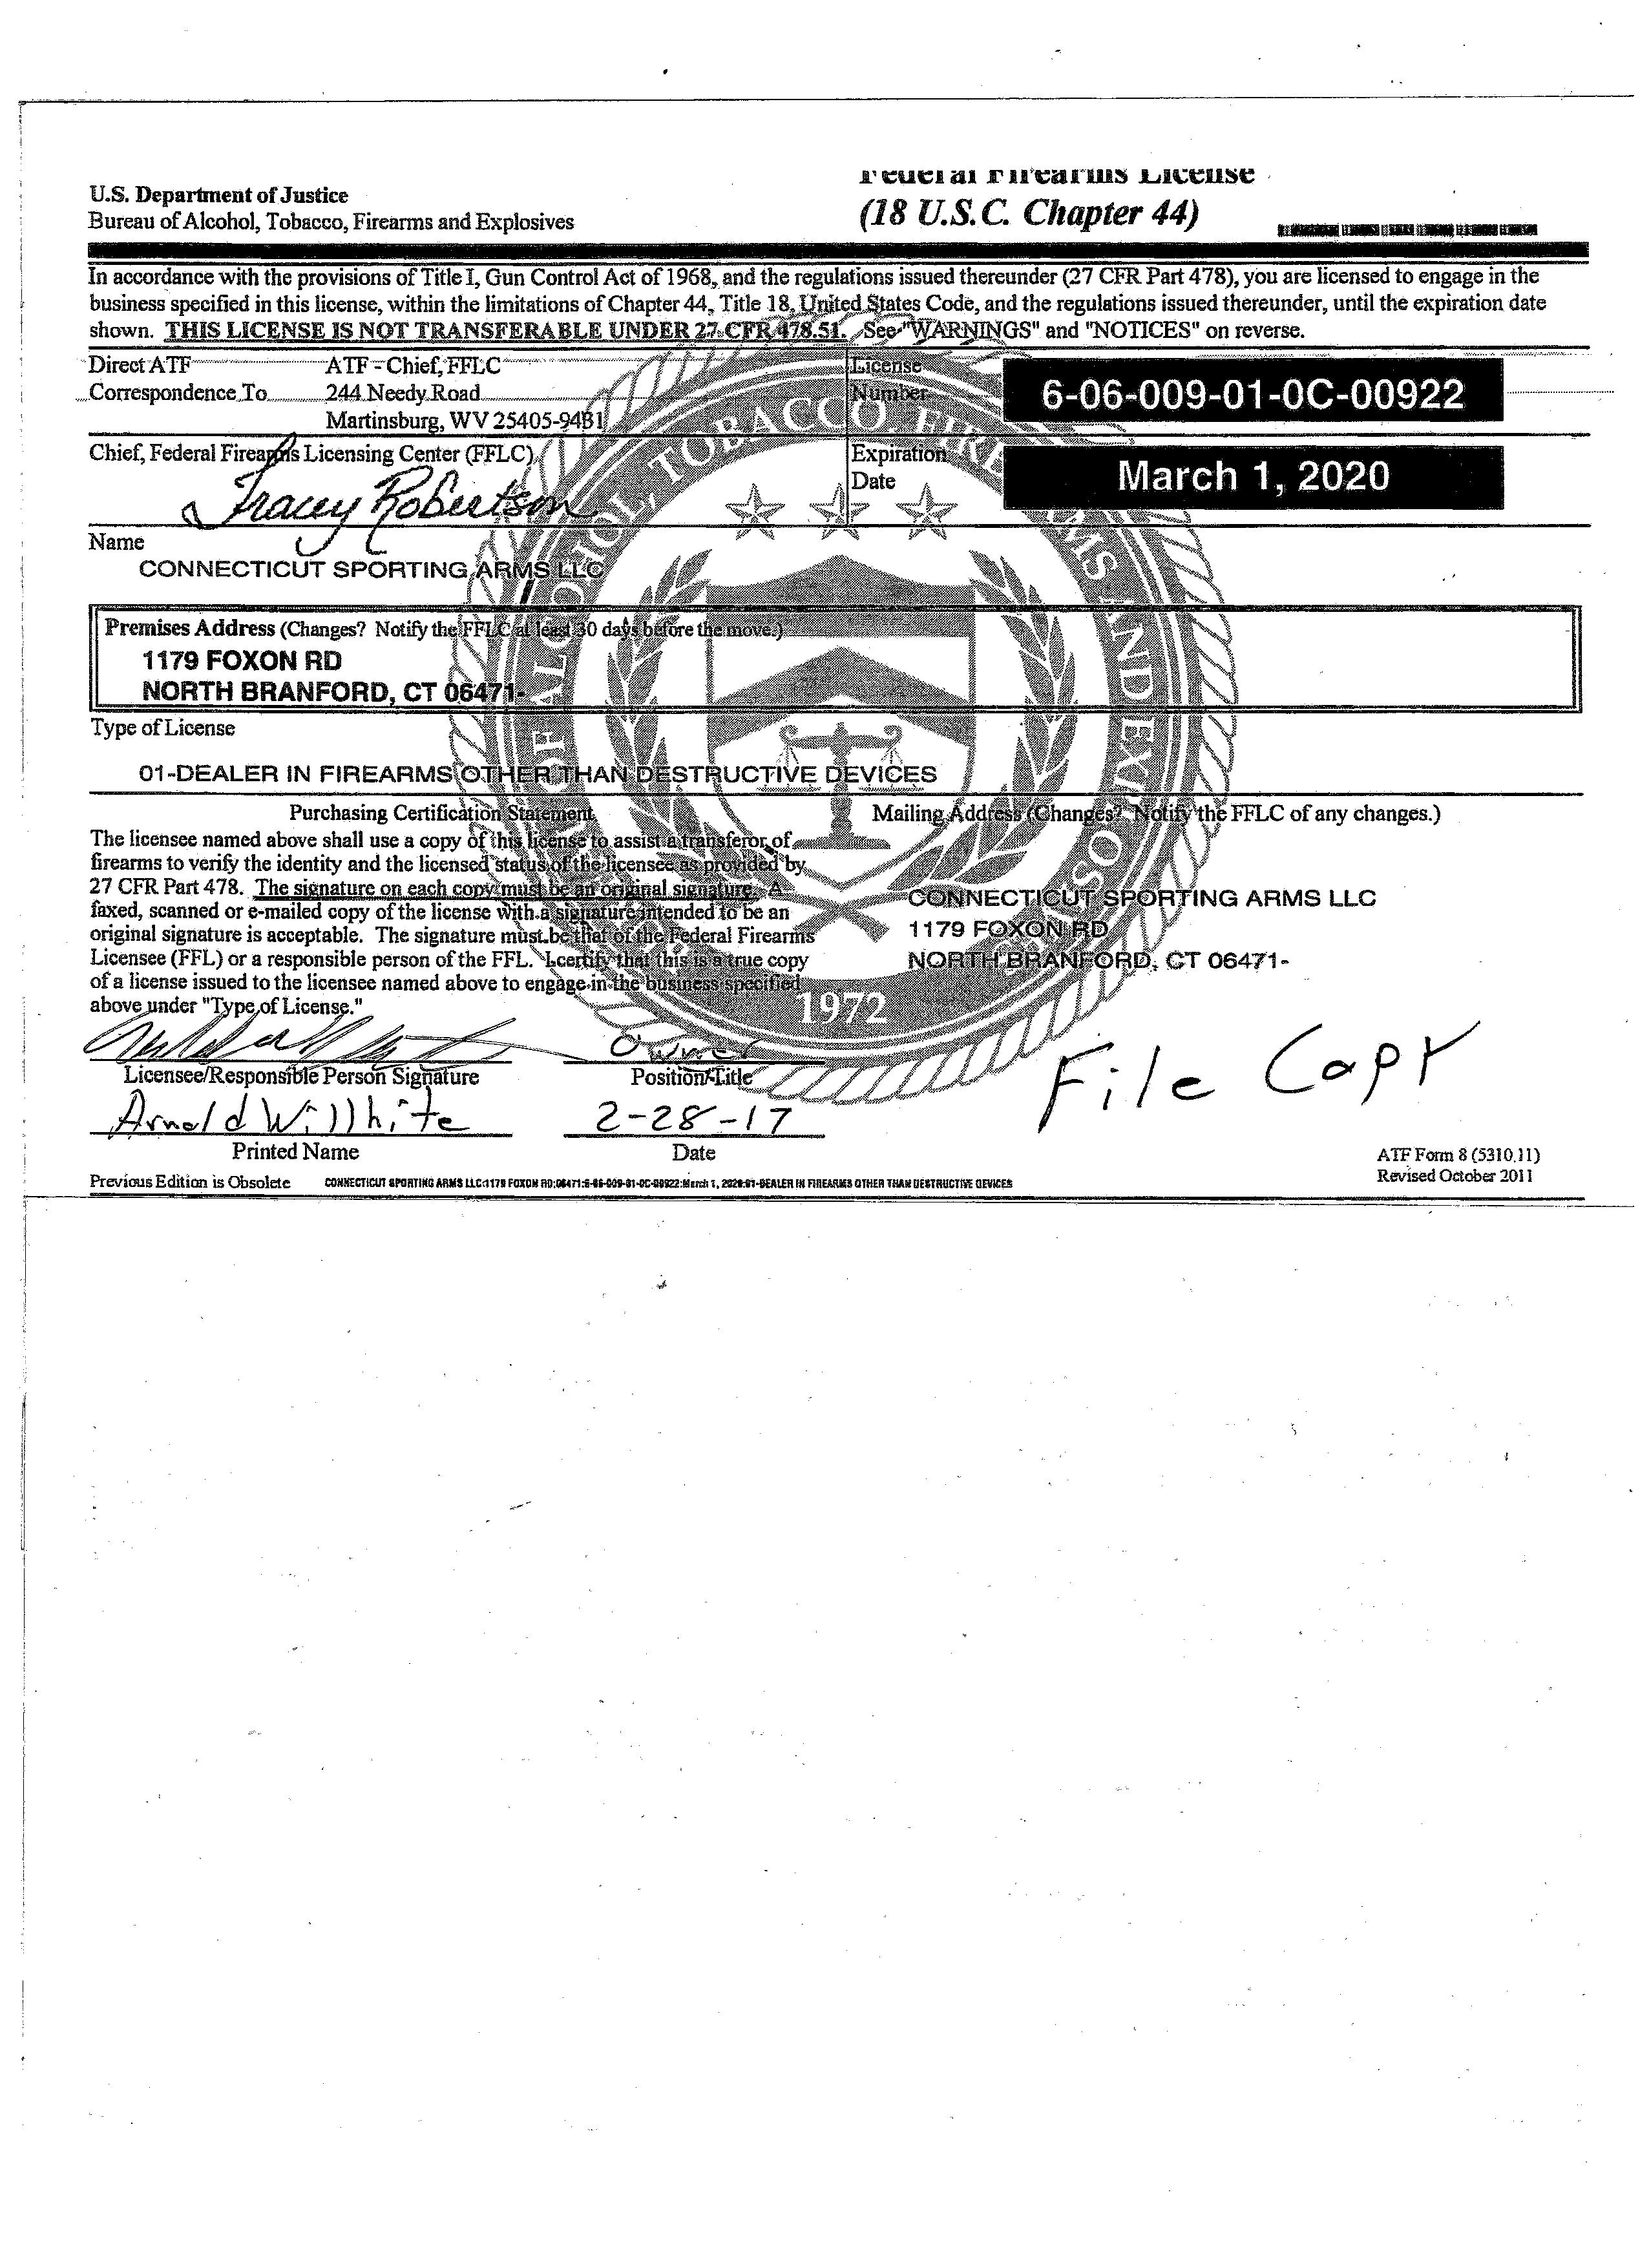 U.S. Department of Justice
Bureau of Alcohol, Tobacco, Firearms and Explosives
Federal Firearms License
(18 U.S.C. Chapter 44)
In accordance with the provisions of Title I, Gun Control Act of 1968, and the regulations issued thereunder (27 CFR Part 478), you are licensed to engage in the
business specified in this license, within the limitations of Chapter 44, Title 18, United States Code, and the regulations issued thereunder, until the expiration date
shown. THIS LICENSE IS NOT TRANSFERABLE UNDER 27 CFR 478.51. See "WARNINGS" and "NOTICES" on reverse.
Direct ATF
Correspondence To
ATF - Chief, FFLC
244 Needy Road
Martinsburg, WV 25405-9431
License
Number
6-06-009-01-0C-00922
Chief, Federal Firearms Licensing Center (FFLC)
Tracey Robertson
Expiration
Date
March 1, 2020
Name
CONNECTICUT SPORTING ARMS LLC
Premises Address (Changes? Notify the FFLC at least 30 days before the move.)
1179 FOXON RD
NORTH BRANFORD, CT 06471-
Type of License
01-DEALER IN FIREARMS OTHER THAN DESTRUCTIVE DEVICES
Purchasing Certification Statement
The licensee named above shall use a copy of this license to assist a transferor of
firearms to verify the identity and the licensed status of the licensee as provided by
27 CFR Part 478. The signature on each copy must be an original signature. A
faxed, scanned or e-mailed copy of the license with a signature intended to be an
original signature is acceptable. The signature must be that of the Federal Firearms
Licensee (FFL) or a responsible person of the FFL. I certify that this is a true copy
of a license issued to the licensee named above to engage in the business specified
above under "Type of License."
Mailing Address (Changes? Notify the FFLC of any changes.)
CONNECTICUT SPORTING ARMS LLC
1179 FOXON RD
NORTH BRANFORD, CT 06471-
1972
Owner
Licensee/Responsible Person Signature
Position/Title
Arnold Willhite
2-28-17
Printed Name
Date
File Copy
ATF Form 8 (5310.11)
Revised October 2011
Previous Edition is Obsolete
CONNECTICUT SPORTING ARMS LLC:1179 FOXON RD:06471:6-06-009-01-0C-00922:March 1, 2020:01-DEALER IN FIREARMS OTHER THAN DESTRUCTIVE DEVICES